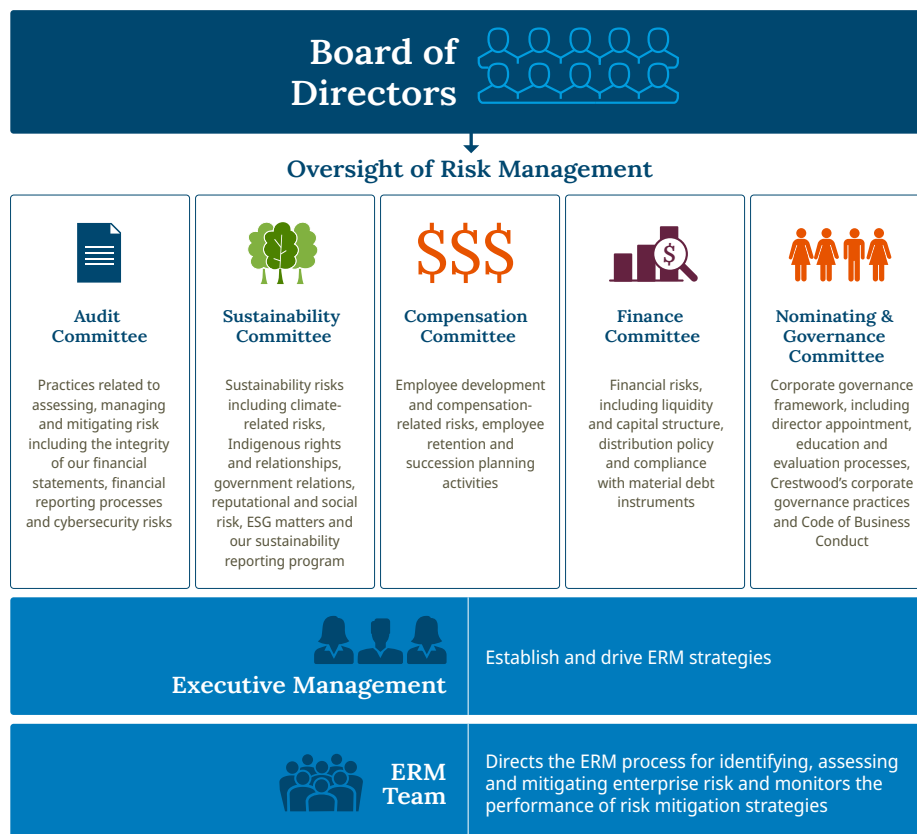 Board of
Directors
Oversight of Risk Management
$$$
$
Audit
Committee
Practices related to
assessing, managing
and mitigating risk
including the integrity
of our financial
statements, financial
reporting processes
and cybersecurity risks
Sustainability
Committee
Sustainability risks
including climate-
related risks,
Indigenous rights
and relationships,
government relations,
reputational and social
risk, ESG matters and
our sustainability
reporting program
Compensation
Committee
Employee development
and compensation-
related risks, employee
retention and
succession planning
activities
Finance
Committee
Financial risks,
including liquidity
and capital structure,
distribution policy
and compliance
with material debt
instruments
Nominating &
Governance
Committee
Corporate governance
framework, including
director appointment,
education and
evaluation processes,
Crestwood's corporate
governance practices
and Code of Business
Conduct
Executive Management
Establish and drive ERM strategies
ERM
Team
Directs the ERM process for identifying, assessing
and mitigating enterprise risk and monitors the
performance of risk mitigation strategies